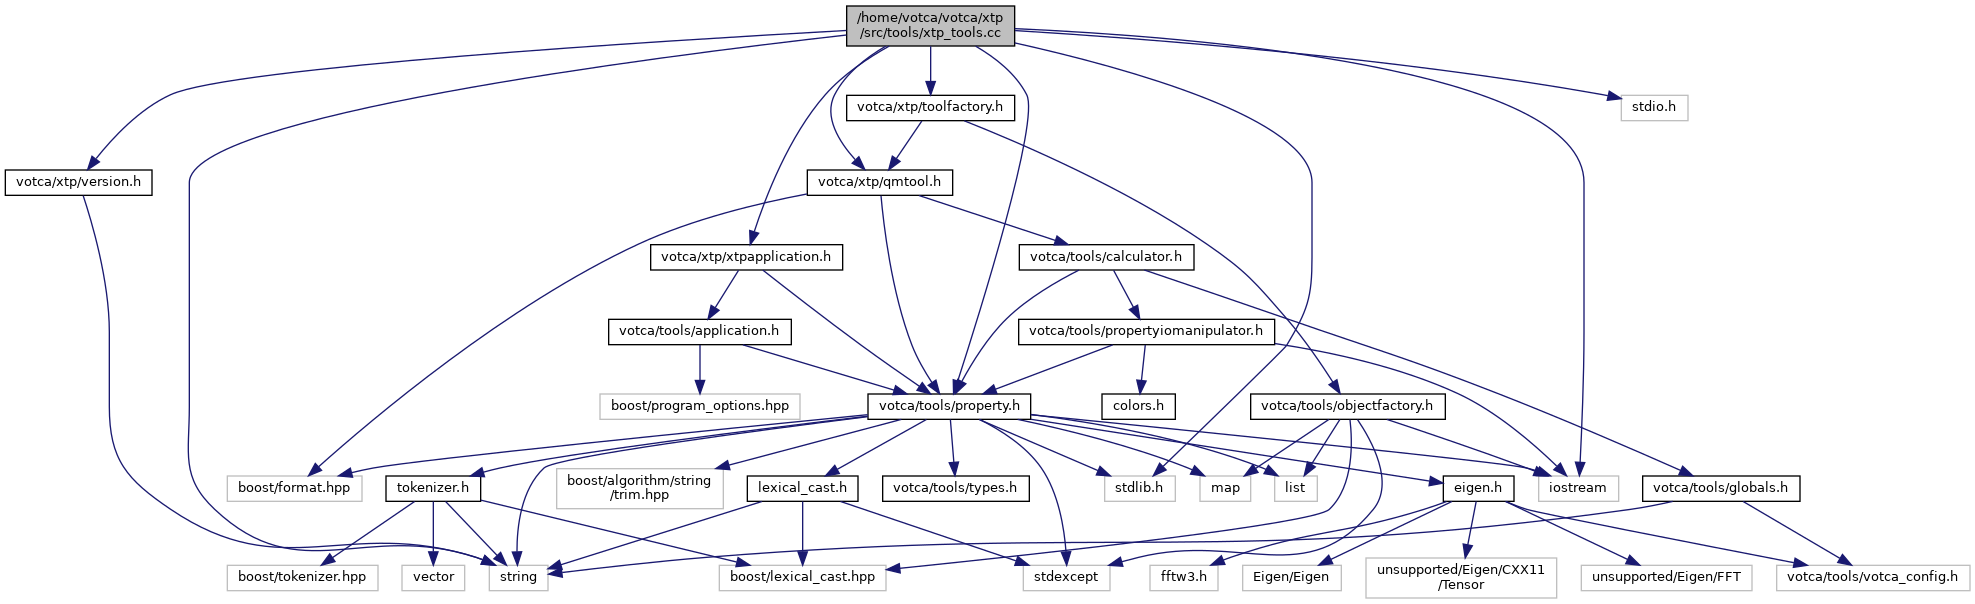 /home/votca/votca/xtp
/src/tools/xtp_tools.cc
votca/xtp/toolfactory.h
stdio.h
votca/xtp/version.h
votca/xtp/qmtool.h
votca/xtp/xtpapplication.h
votca/tools/calculator.h
votca/tools/application.h
votca/tools/propertyiomanipulator.h
boost/program_options.hpp
votca/tools/property.h
colors.h
votca/tools/objectfactory.h
boost/format.hpp
tokenizer.h
boost/algorithm/string
/trim.hpp
lexical_cast.h
votca/tools/types.h
stdlib.h
map
list
eigen.h
iostream
votca/tools/globals.h
boost/tokenizer.hpp
vector
string
boost/lexical_cast.hpp
stdexcept
fftw3.h
Eigen/Eigen
unsupported/Eigen/CXX11
/Tensor
unsupported/Eigen/FFT
votca/tools/votca_config.h